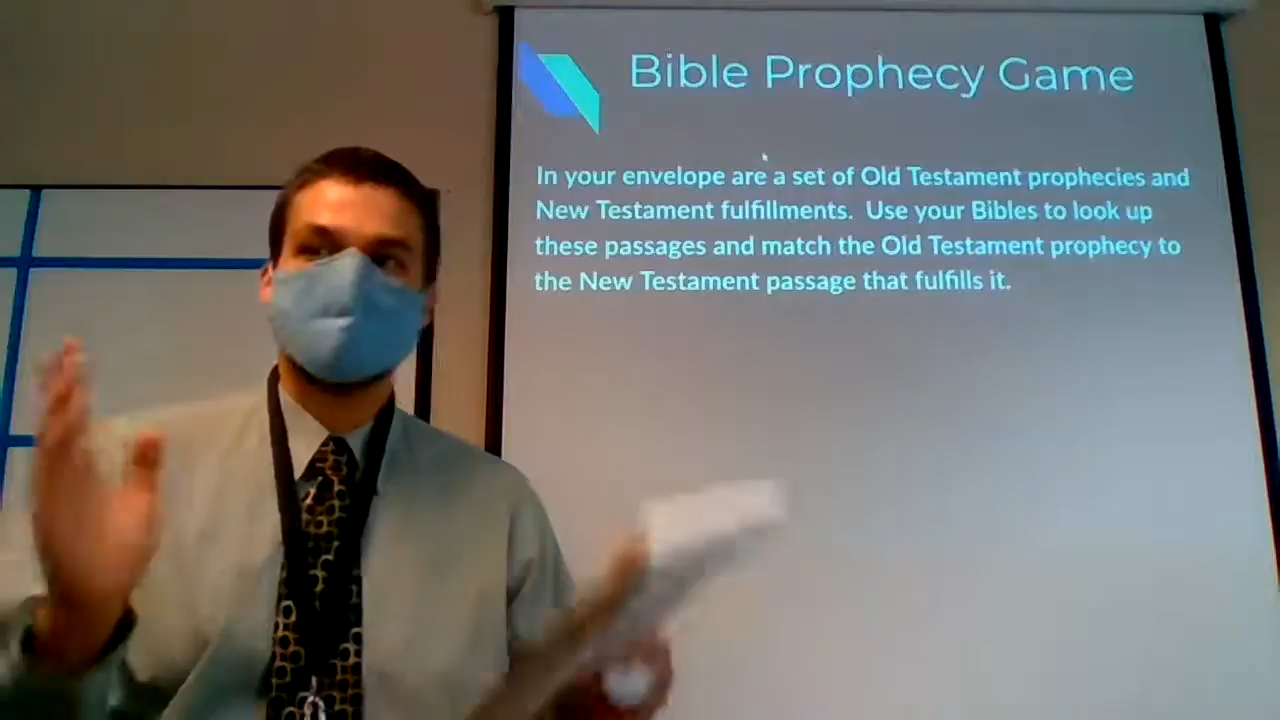 Bible Prophecy Game
In your envelope are a set of Old Testament prophecies and
New Testament fulfillments. Use your Bibles to look up
these passages and match the Old Testament prophecy to
the New Testament passage that fulfills it.